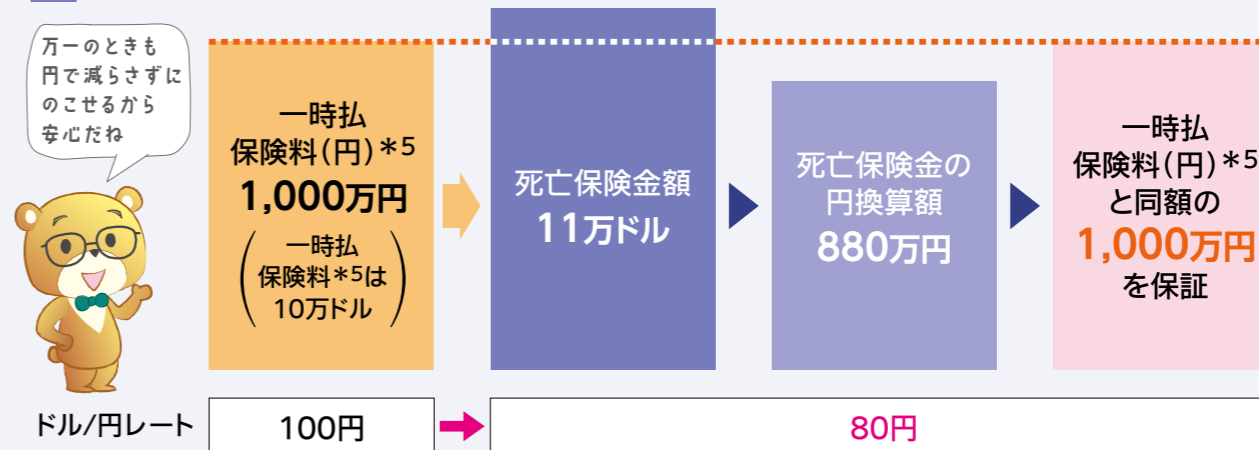 万一のときも
円で減らさずに
のこせるから
安心だね
一時払
保険料(円)*5
1,000万円
一時払
保険料*5は
10万ドル
死亡保険金額
11万ドル
死亡保険金の
円換算額
880万円
一時払
保険料(円)*5
と同額の
1,000万円
を保証
ドル/円レート
100円
80円